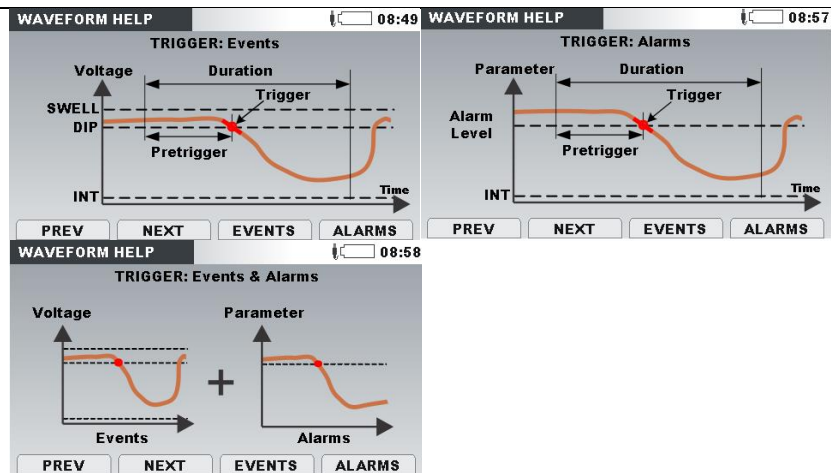 WAVEFORM HELP 08:49
TRIGGER: Events
Voltage Duration
Trigger
SWELL
DIP
Pretrigger
INT Time
PREV NEXT EVENTS ALARMS
WAVEFORM HELP 08:57
TRIGGER: Alarms
Parameter Duration
Trigger
Alarm
Level
Pretrigger
INT Time
PREV NEXT EVENTS ALARMS
WAVEFORM HELP 08:58
TRIGGER: Events & Alarms
Voltage Parameter
+
Events Alarms
PREV NEXT EVENTS ALARMS